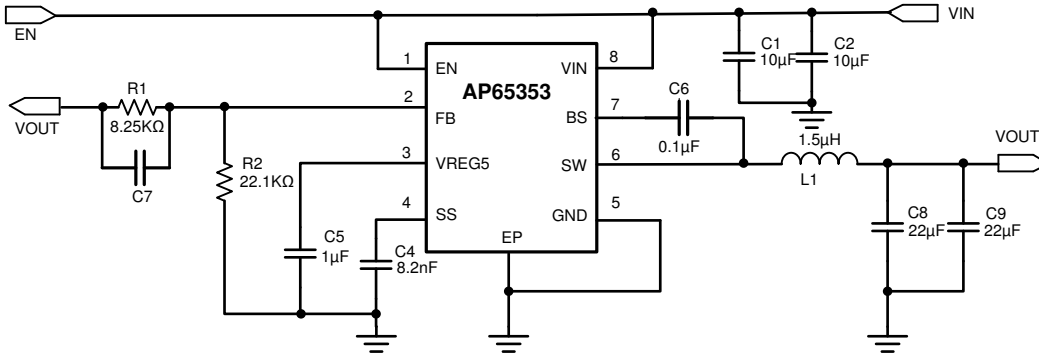 EN
VIN
C1
10µF
C2
10µF
1
EN
VIN
8
AP65353
R1
8.25KΩ
VOUT
C7
2
FB
BS
7
C6
0.1µF
R2
22.1KΩ
3
VREG5
SW
6
1.5µH
L1
VOUT
4
SS
GND
5
EP
C5
1µF
C4
8.2nF
C8
22µF
C9
22µF